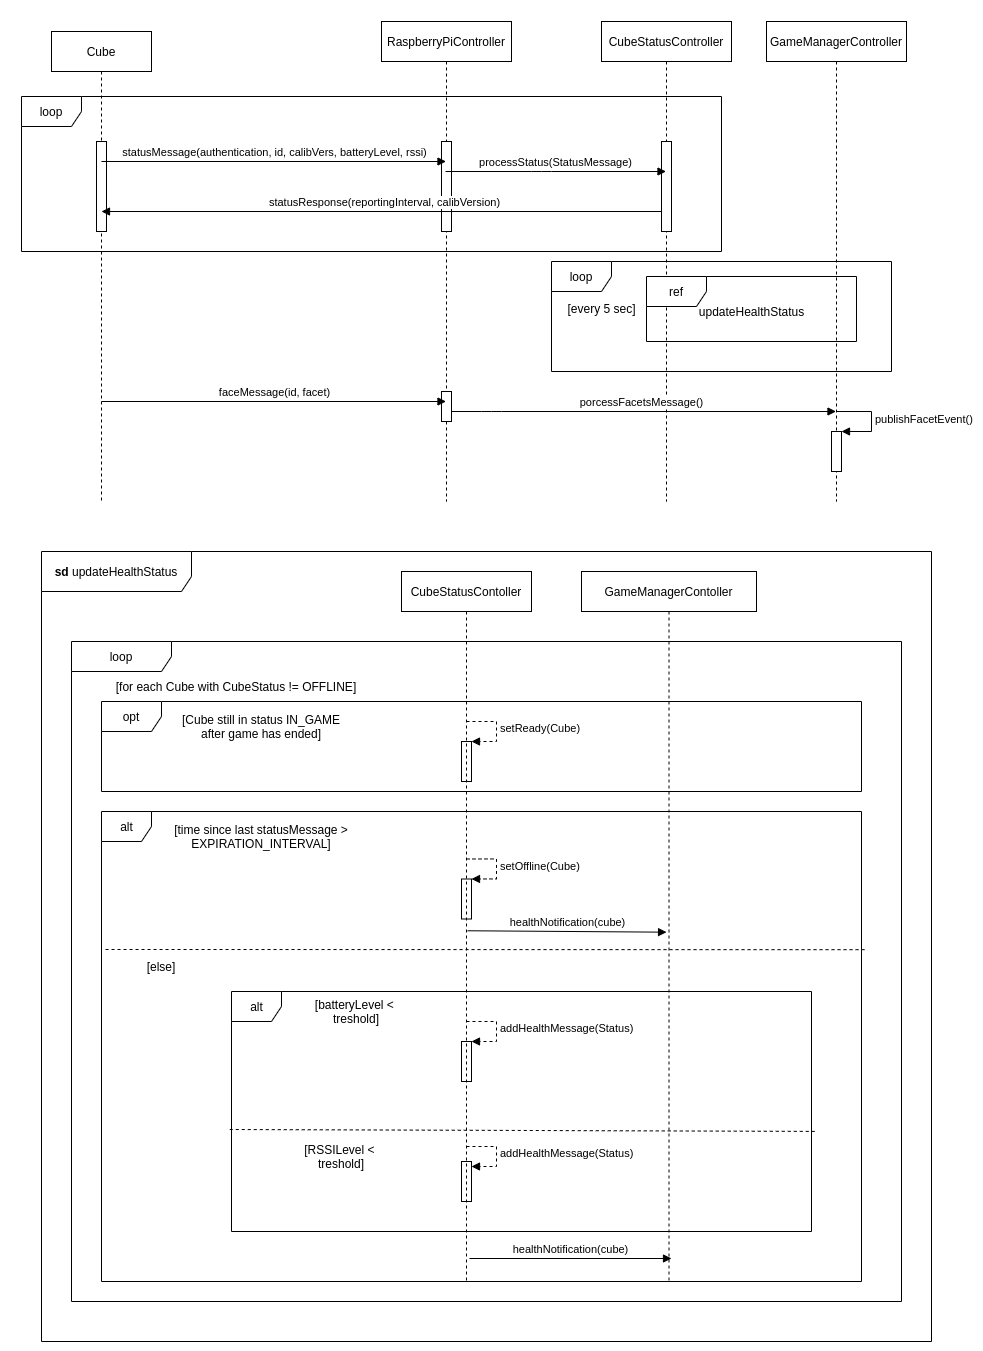 Cube
RaspberryPiController
CubeStatusController
GameManagerController
loop
statusMessage(authentication, id, calibVers, batteryLevel, rssi)
processStatus(StatusMessage)
statusResponse(reportingInterval, calibVersion)
loop
ref
[every 5 sec]
updateHealthStatus
faceMessage(id, facet)
porcessFacetsMessage()
publishFacetEvent()
sd updateHealthStatus
CubeStatusContoller
GameManagerContoller
loop
[for each Cube with CubeStatus != OFFLINE]
opt
[Cube still in status IN_GAME
after game has ended]
setReady(Cube)
alt
[time since last statusMessage >
EXPIRATION_INTERVAL]
setOffline(Cube)
healthNotification(cube)
[else]
alt
[batteryLevel <
treshold]
addHealthMessage(Status)
[RSSILevel <
treshold]
addHealthMessage(Status)
healthNotification(cube)